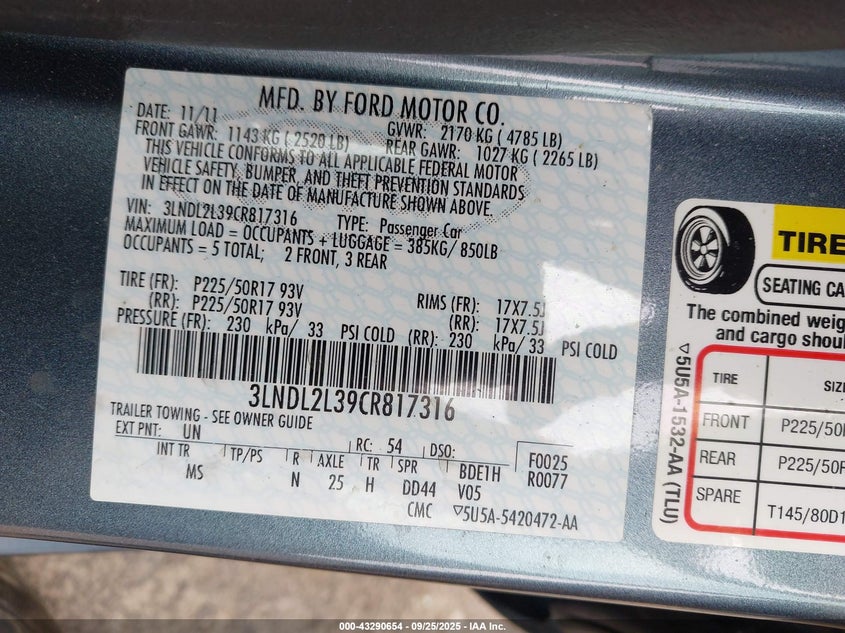 MFD. BY FORD MOTOR CO.
DATE: 11/11 GVWR: 2170 KG ( 4785 LB)
FRONT GAWR: 1143 KG ( 2520 LB) REAR GAWR: 1027 KG ( 2265 LB)
THIS VEHICLE CONFORMS TO ALL APPLICABLE FEDERAL MOTOR
VEHICLE SAFETY, BUMPER, AND THEFT PREVENTION STANDARDS
IN EFFECT ON THE DATE OF MANUFACTURE SHOWN ABOVE.
VIN: 3LNDL2L39CR817316 TYPE: Passenger Car
MAXIMUM LOAD = OCCUPANTS + LUGGAGE = 385KG/ 850LB
OCCUPANTS = 5 TOTAL; 2 FRONT, 3 REAR
TIRE (FR): P225/50R17 93V RIMS (FR): 17X7.5J
(RR): P225/50R17 93V (RR): 17X7.5J
PRESSURE (FR): 230 kPa/ 33 PSI COLD (RR): 230 kPa/ 33 PSI COLD
3LNDL2L39CR817316
TRAILER TOWING - SEE OWNER GUIDE
EXT PNT: UN RC: 54 DSO: F0025
INT TR TP/PS R AXLE TR SPR BDE1H R0077
MS N 25 H DD44 V05
CMC ▽5U5A-5420472-AA
TIRE
SEATING CA
The combined weig
and cargo shou
▽5U5A-1532-AA (TLU)
TIRE SIZ
FRONT P225/50
REAR P225/50R
SPARE T145/80D1
000-43290654 / 09/25/2025 / IAA Inc.